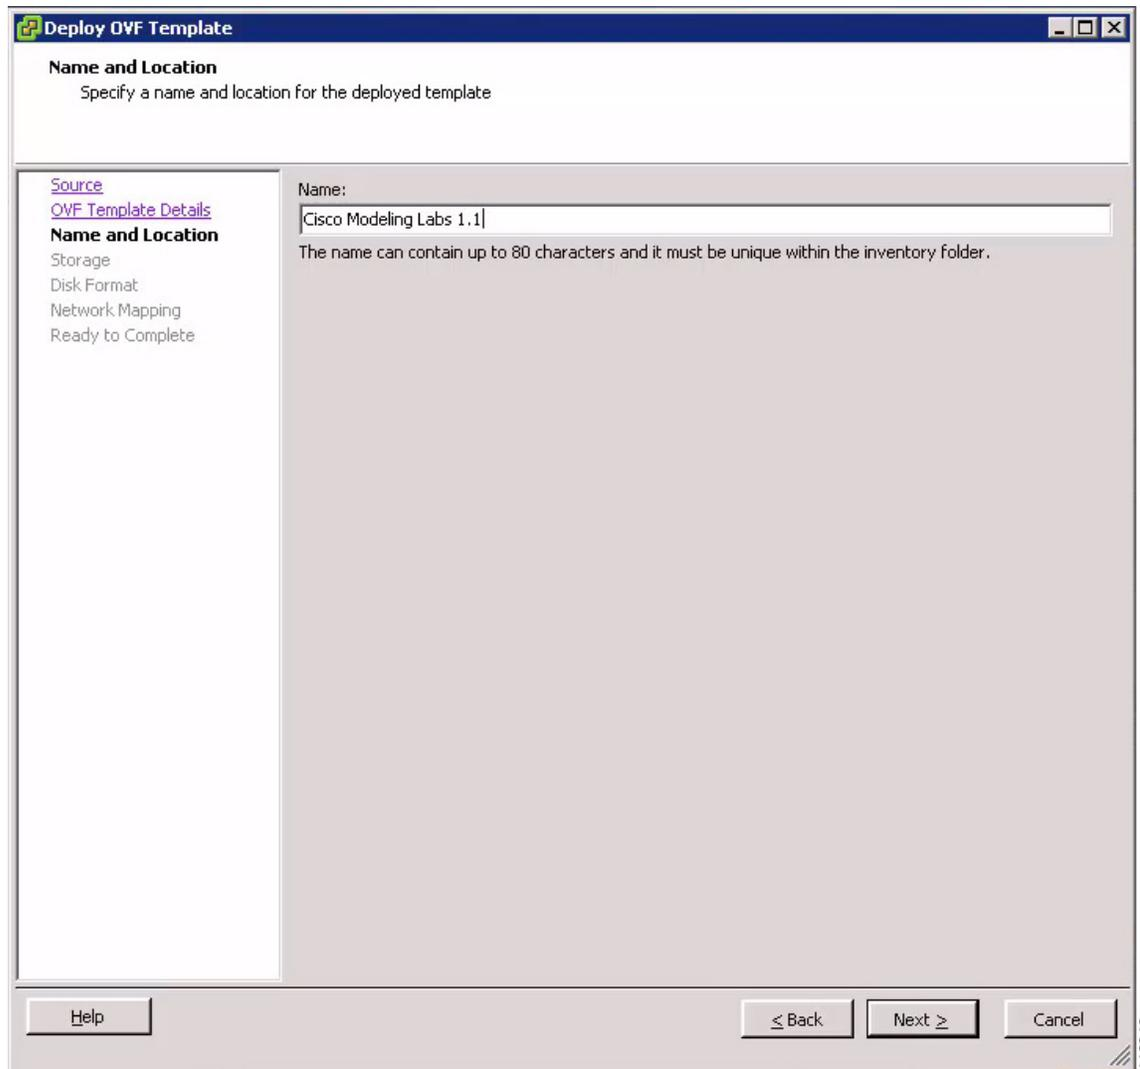 Deploy OVF Template
Name and Location
Specify a name and location for the deployed template
Source
OVF Template Details
Name and Location
Storage
Disk Format
Network Mapping
Ready to Complete
Name:
Cisco Modeling Labs 1.1
The name can contain up to 80 characters and it must be unique within the inventory folder.
Help
< Back
Next >
Cancel